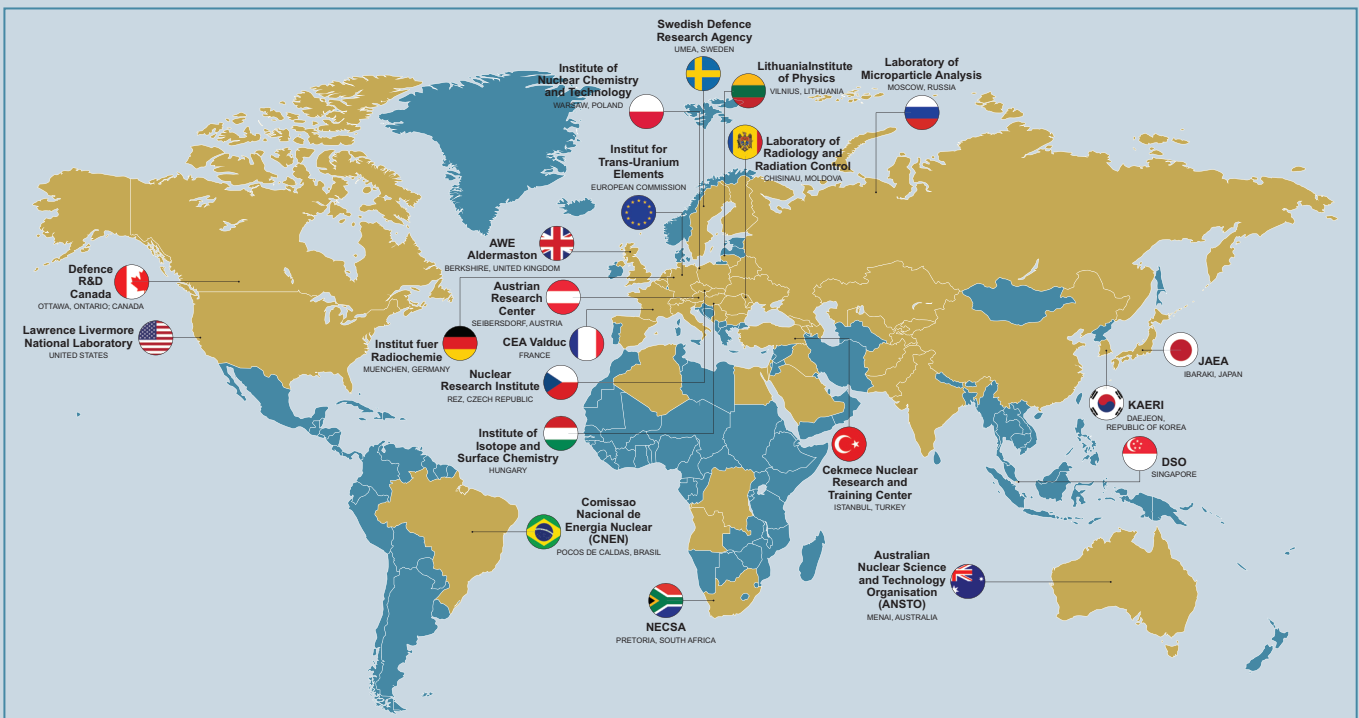 Swedish Defence
Research Agency
UMEA, SWEDEN
Institute of
Nuclear Chemistry
and Technology
WARSAW, POLAND
LithuaniaInstitute
of Physics
VILNIUS, LITHUANIA
Laboratory of
Microparticle Analysis
MOSCOW, RUSSIA
Laboratory of
Radiology and
Radiation Control
CHISINAU, MOLDOVA
Institut for
Trans-Uranium
Elements
EUROPEAN COMMISSION
AWE
Aldermaston
BERKSHIRE, UNITED KINGDOM
Defence
R&D
Canada
OTTAWA, ONTARIO; CANADA
Lawrence Livermore
National Laboratory
UNITED STATES
Austrian
Research
Center
SEIBERSDORF, AUSTRIA
Institut fuer
Radiochemie
MUENCHEN, GERMANY
CEA Valduc
FRANCE
Nuclear
Research Institute
REZ, CZECH REPUBLIC
Institute of
Isotope and
Surface Chemistry
HUNGARY
JAEA
IBARAKI, JAPAN
KAERI
DAEJEON,
REPUBLIC OF KOREA
DSO
SINGAPORE
Cekmece Nuclear
Research and
Training Center
ISTANBUL, TURKEY
Comissao
Nacional de
Energia Nuclear
(CNEN)
POCOS DE CALDAS, BRASIL
NECSA
PRETORIA, SOUTH AFRICA
Australian
Nuclear Science
and Technology
Organisation
(ANSTO)
MENAI, AUSTRALIA